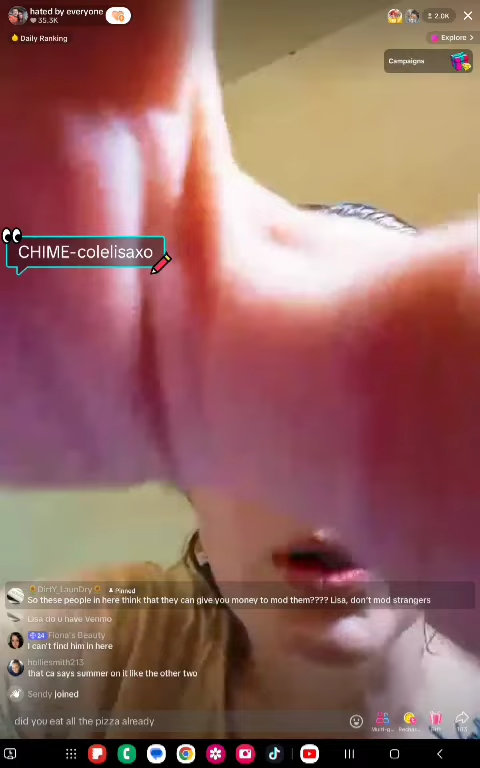 hated by everyone
35.3K
2.0K
Daily Ranking
Explore >
Campaigns
CHIME-colelisaxo
DirtY_LaunDry Pinned
So these people in here think that they can give you money to mod them???? Lisa, don't mod strangers
Lisa do u have Venmo
24 Fiona's Beauty
I can't find him in here
holliesmith213
that ca says summer on it like the other two
Sendy joined
did you eat all the pizza already
Multi-g...
Gift